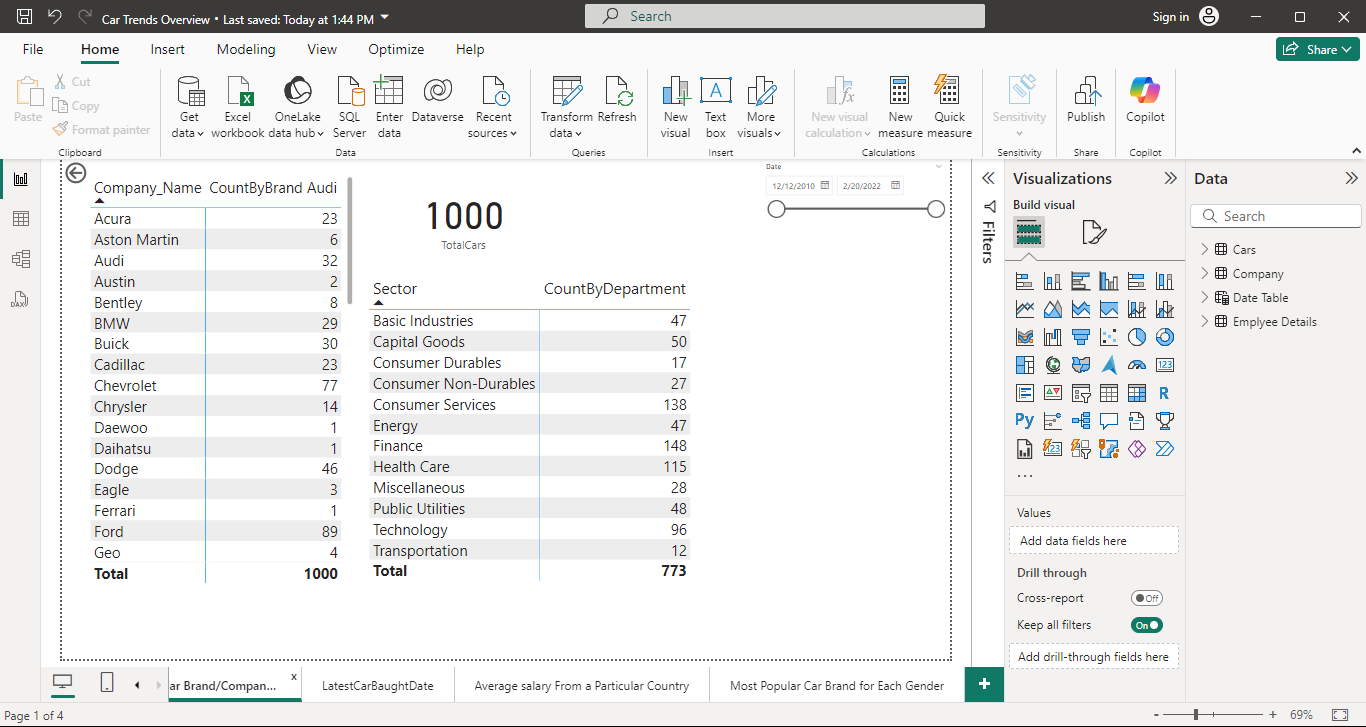 Car Trends Overview • Last saved: Today at 1:44 PM
Search
Sign in
File Home Insert Modeling View Optimize Help
Share
Paste
Cut
Copy
Format painter
Clipboard
Get data
Excel workbook
OneLake data hub
SQL Server
Enter data
Dataverse
Recent sources
Data
Transform data
Refresh
Queries
New visual
Text box
More visuals
Insert
New visual calculation
New measure
Quick measure
Calculations
Sensitivity
Sensitivity
Publish
Share
Copilot
Copilot
Company_Name CountByBrand Audi
Acura 23
Aston Martin 6
Audi 32
Austin 2
Bentley 8
BMW 29
Buick 30
Cadillac 23
Chevrolet 77
Chrysler 14
Daewoo 1
Daihatsu 1
Dodge 46
Eagle 3
Ferrari 1
Ford 89
Geo 4
Total 1000
1000
TotalCars
Sector CountByDepartment
Basic Industries 47
Capital Goods 50
Consumer Durables 17
Consumer Non-Durables 27
Consumer Services 138
Energy 47
Finance 148
Health Care 115
Miscellaneous 28
Public Utilities 48
Technology 96
Transportation 12
Total 773
Date
12/12/2010 2/20/2022
Filters
Visualizations
Build visual
123
R
Py
123
...
Values
Add data fields here
Drill through
Cross-report Off
Keep all filters On
Add drill-through fields here
Data
Search
Cars
Company
Date Table
Emplyee Details
DAX
ar Brand/Compan... x
LatestCarBaughtDate
Average salary From a Particular Country
Most Popular Car Brand for Each Gender
+
Page 1 of 4
- + 69%